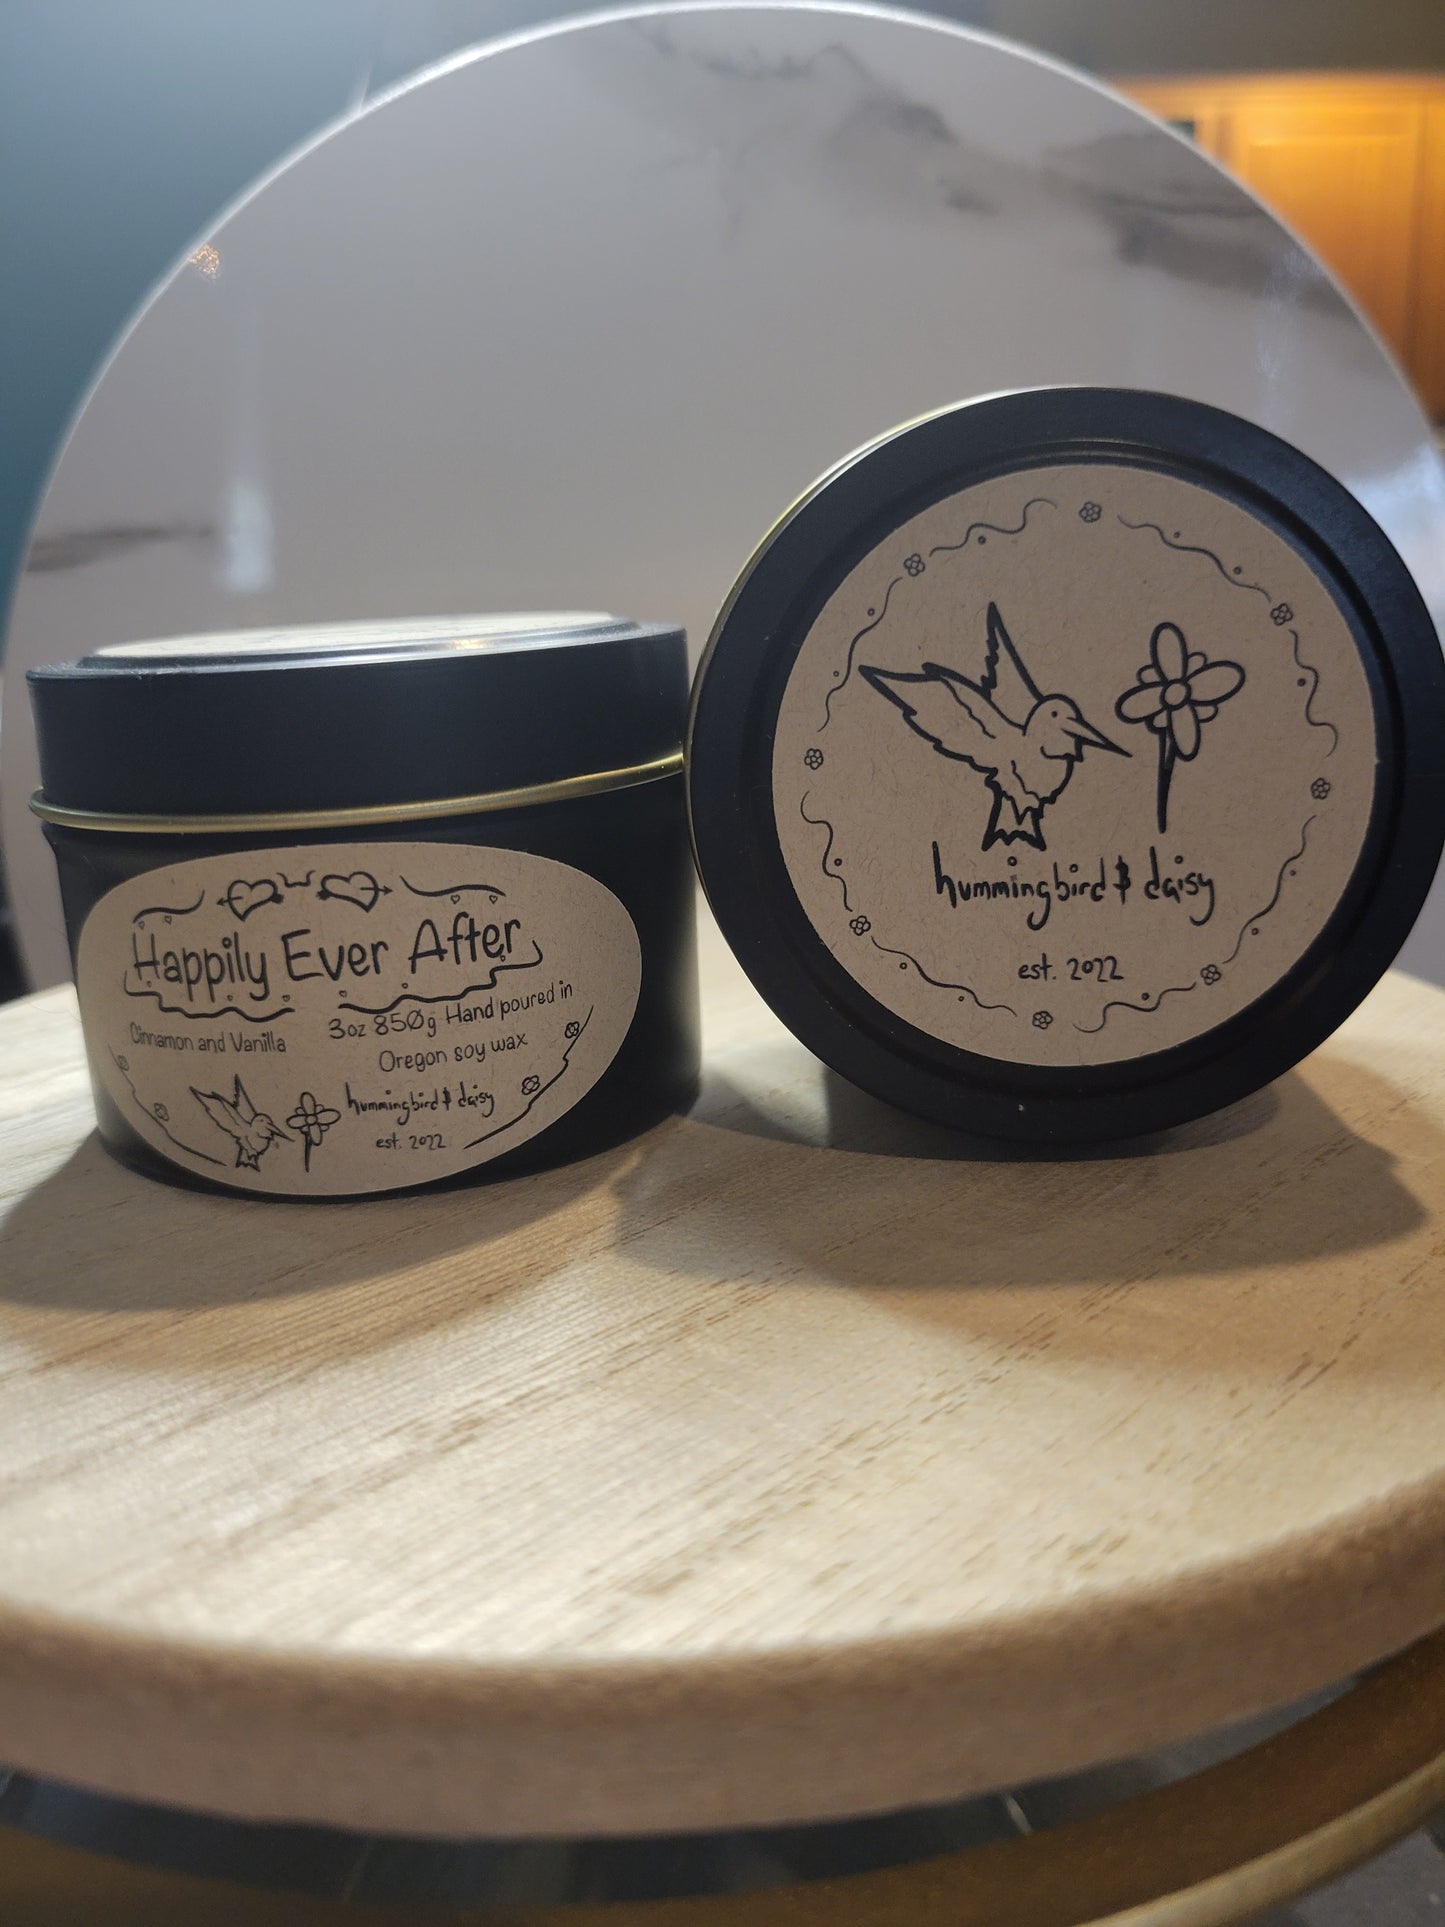 Happily Ever After
Cinnamon and Vanilla
3oz 850g Hand poured in
Oregon soy wax
hummingbird & daisy
est. 2022
hummingbird & daisy
est. 2022